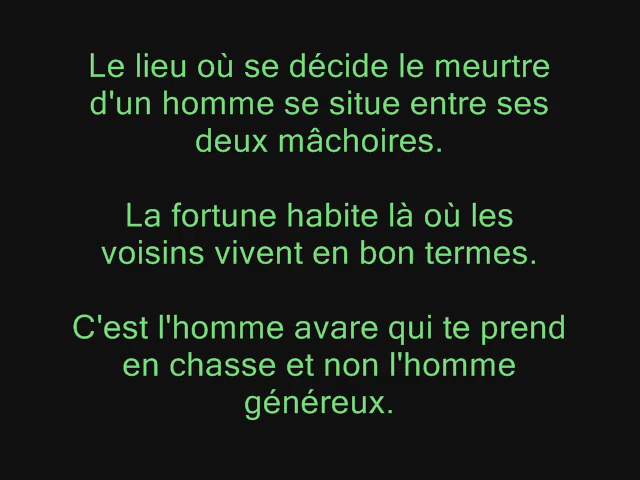 Le lieu où se décide le meurtre
d'un homme se situe entre ses
deux mâchoires.
La fortune habite là où les
voisins vivent en bon termes.
C'est l'homme avare qui te prend
en chasse et non l'homme
généreux.